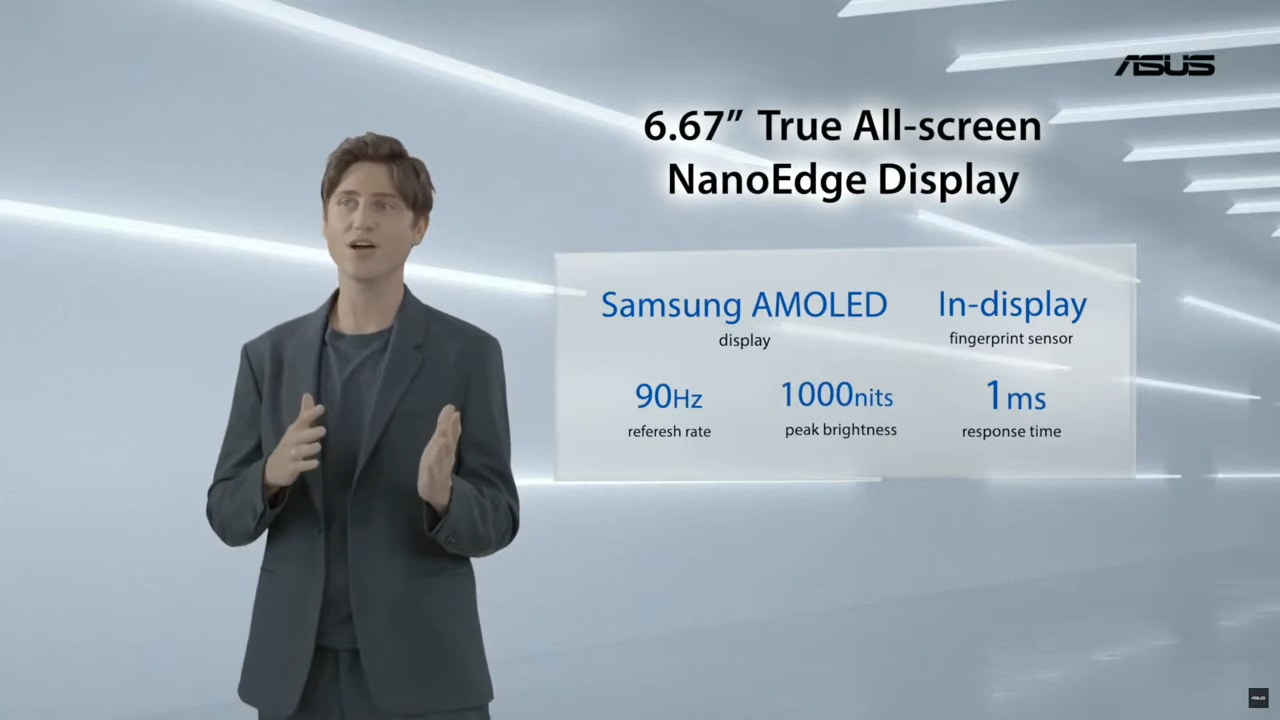 ASUS
6.67” True All-screen
NanoEdge Display
Samsung AMOLED
display
In-display
fingerprint sensor
90Hz
referesh rate
1000nits
peak brightness
1ms
response time
ASUS